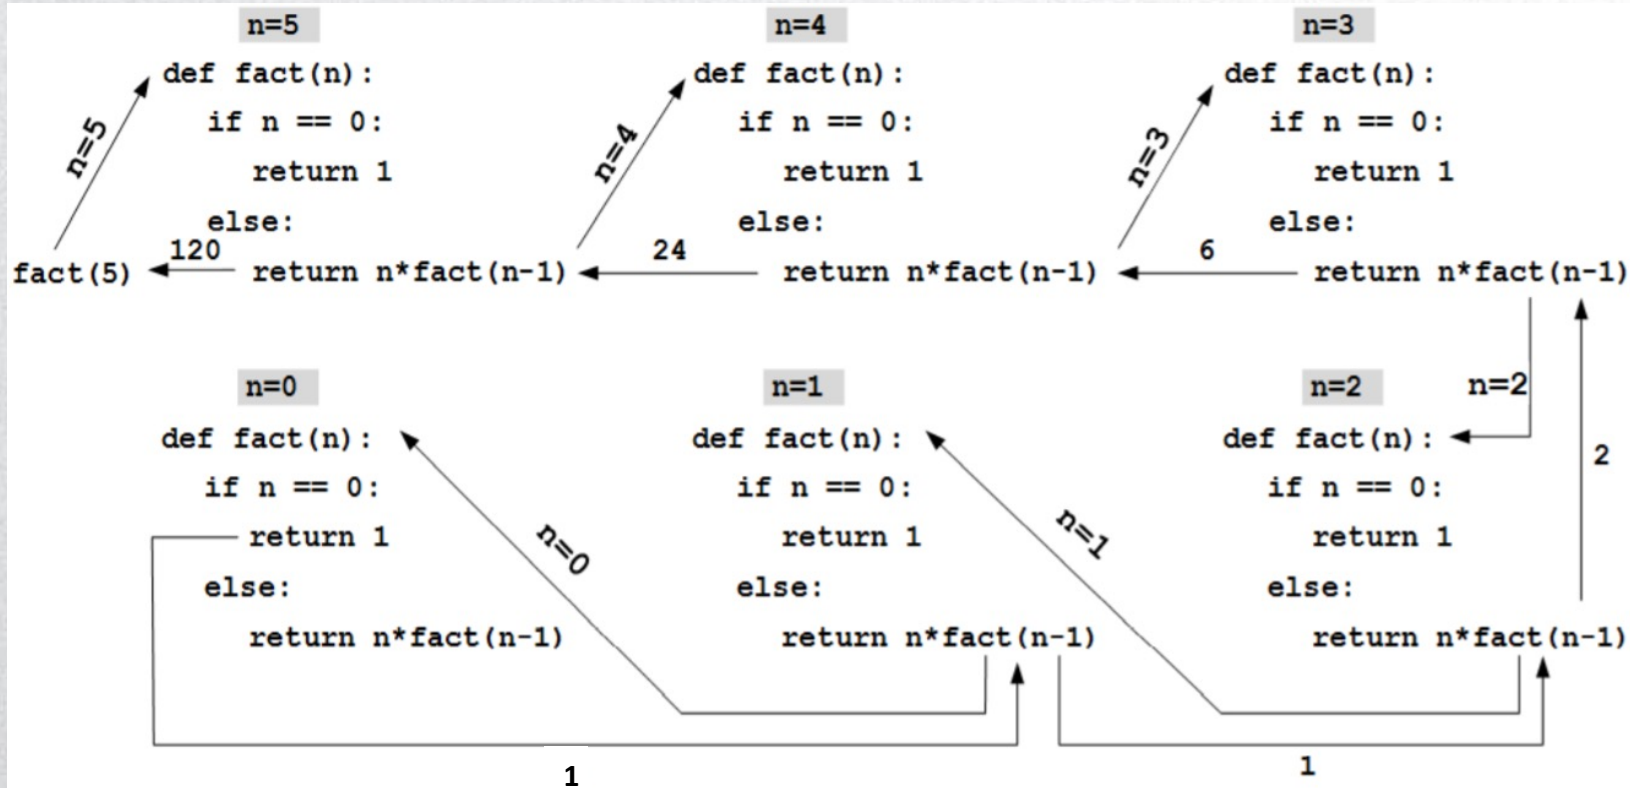 n=5
def fact(n):
if n == 0:
return 1
else:
return n*fact(n-1)
n=5
fact(5)
120
n=4
def fact(n):
if n == 0:
return 1
else:
return n*fact(n-1)
n=4
24
n=3
def fact(n):
if n == 0:
return 1
else:
return n*fact(n-1)
n=3
6
n=2
2
n=0
def fact(n):
if n == 0:
return 1
else:
return n*fact(n-1)
n=0
1
n=1
def fact(n):
if n == 0:
return 1
else:
return n*fact(n-1)
n=1
1
n=2
def fact(n):
if n == 0:
return 1
else:
return n*fact(n-1)